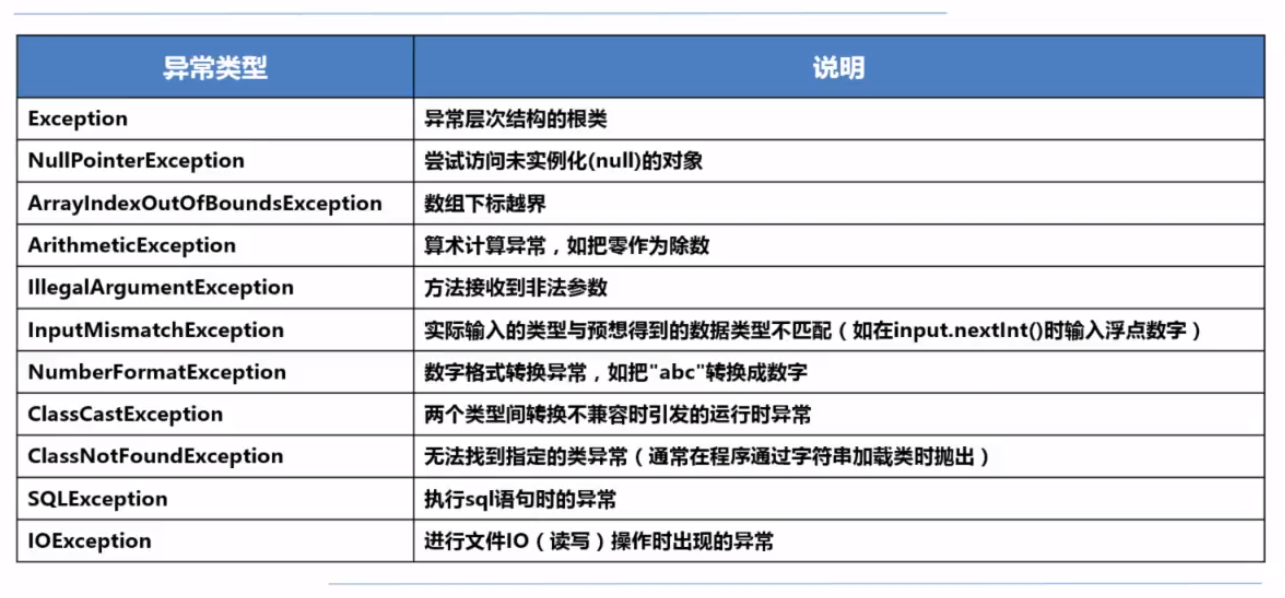 异常类型 说明
Exception 异常层次结构的根类
NullPointerException 尝试访问未实例化(null)的对象
ArrayIndexOutOfBoundsException 数组下标越界
ArithmeticException 算术计算异常，如把零作为除数
IllegalArgumentException 方法接收到非法参数
InputMismatchException 实际输入的类型与预想得到的数据类型不匹配（如在input.nextInt()时输入浮点数字）
NumberFormatException 数字格式转换异常，如把"abc"转换成数字
ClassCastException 两个类型间转换不兼容时引发的运行时异常
ClassNotFoundException 无法找到指定的类异常（通常在程序通过字符串加载类时抛出）
SQLException 执行sql语句时的异常
IOException 进行文件IO（读写）操作时出现的异常